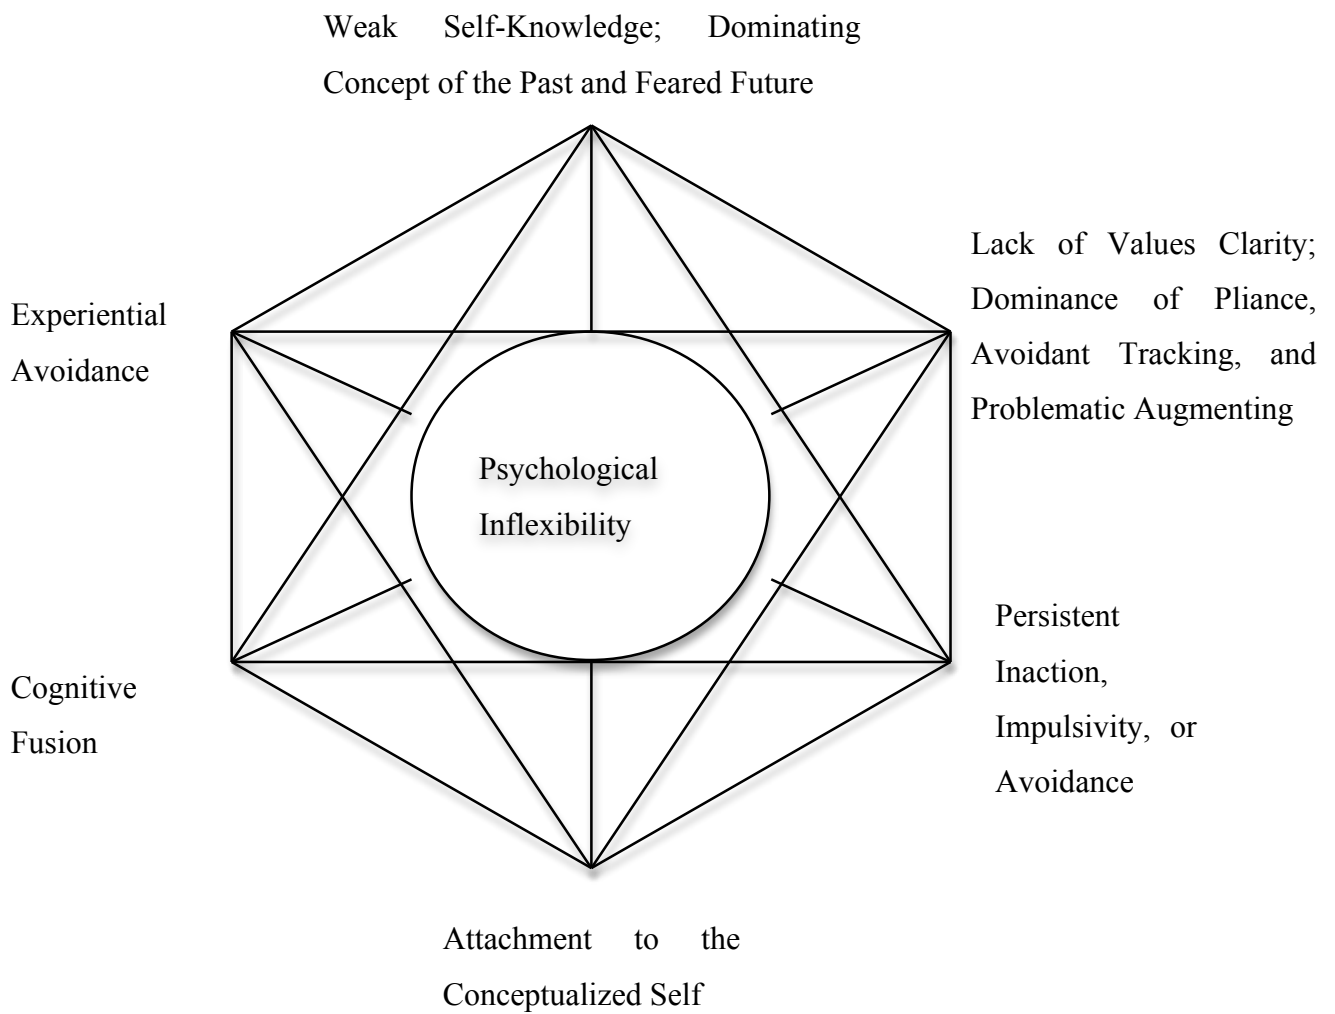 Weak Self-Knowledge; Dominating
Concept of the Past and Feared Future
Lack of Values Clarity;
Dominance of Pliance,
Avoidant Tracking, and
Problematic Augmenting
Experiential
Avoidance
Psychological
Inflexibility
Persistent
Inaction,
Impulsivity, or
Avoidance
Cognitive
Fusion
Attachment to the
Conceptualized Self